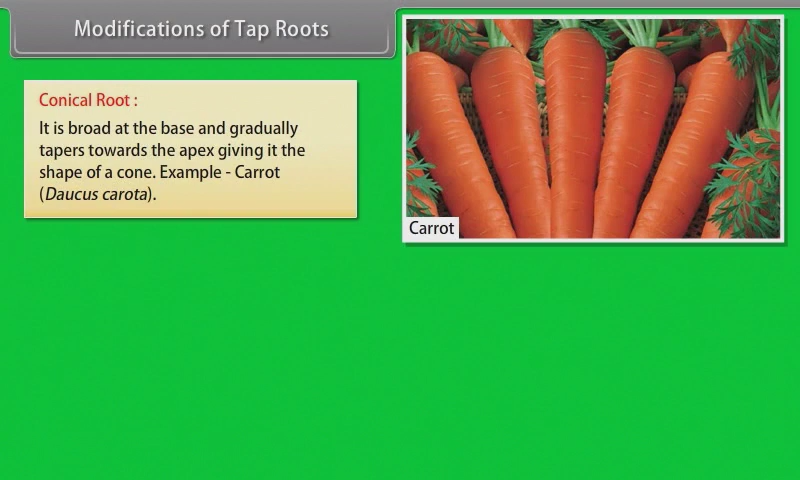 Modifications of Tap Roots
Conical Root :
It is broad at the base and gradually
tapers towards the apex giving it the
shape of a cone. Example - Carrot
(Daucus carota).
Carrot